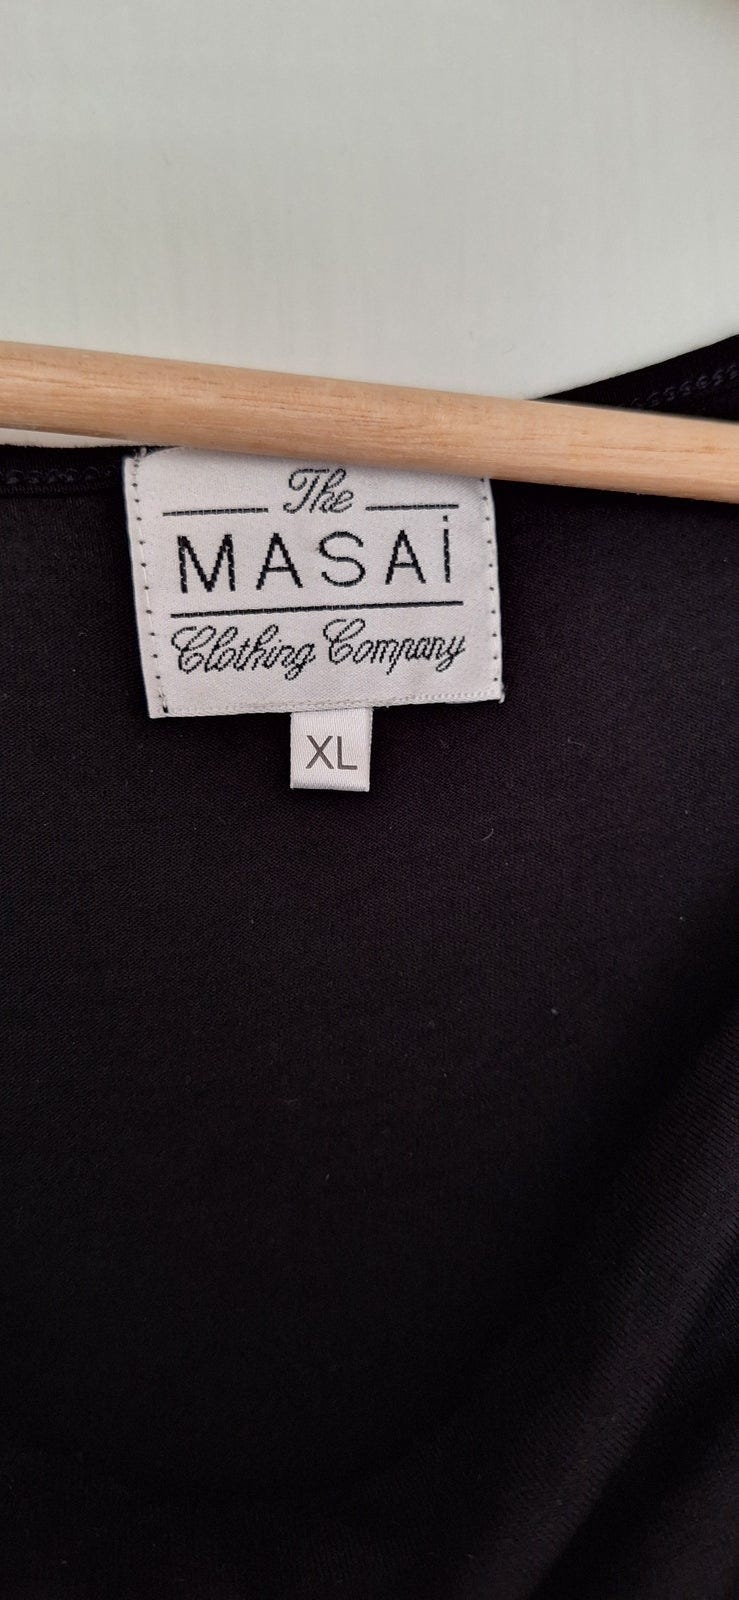 The
MASAi
Clothing Company
XL